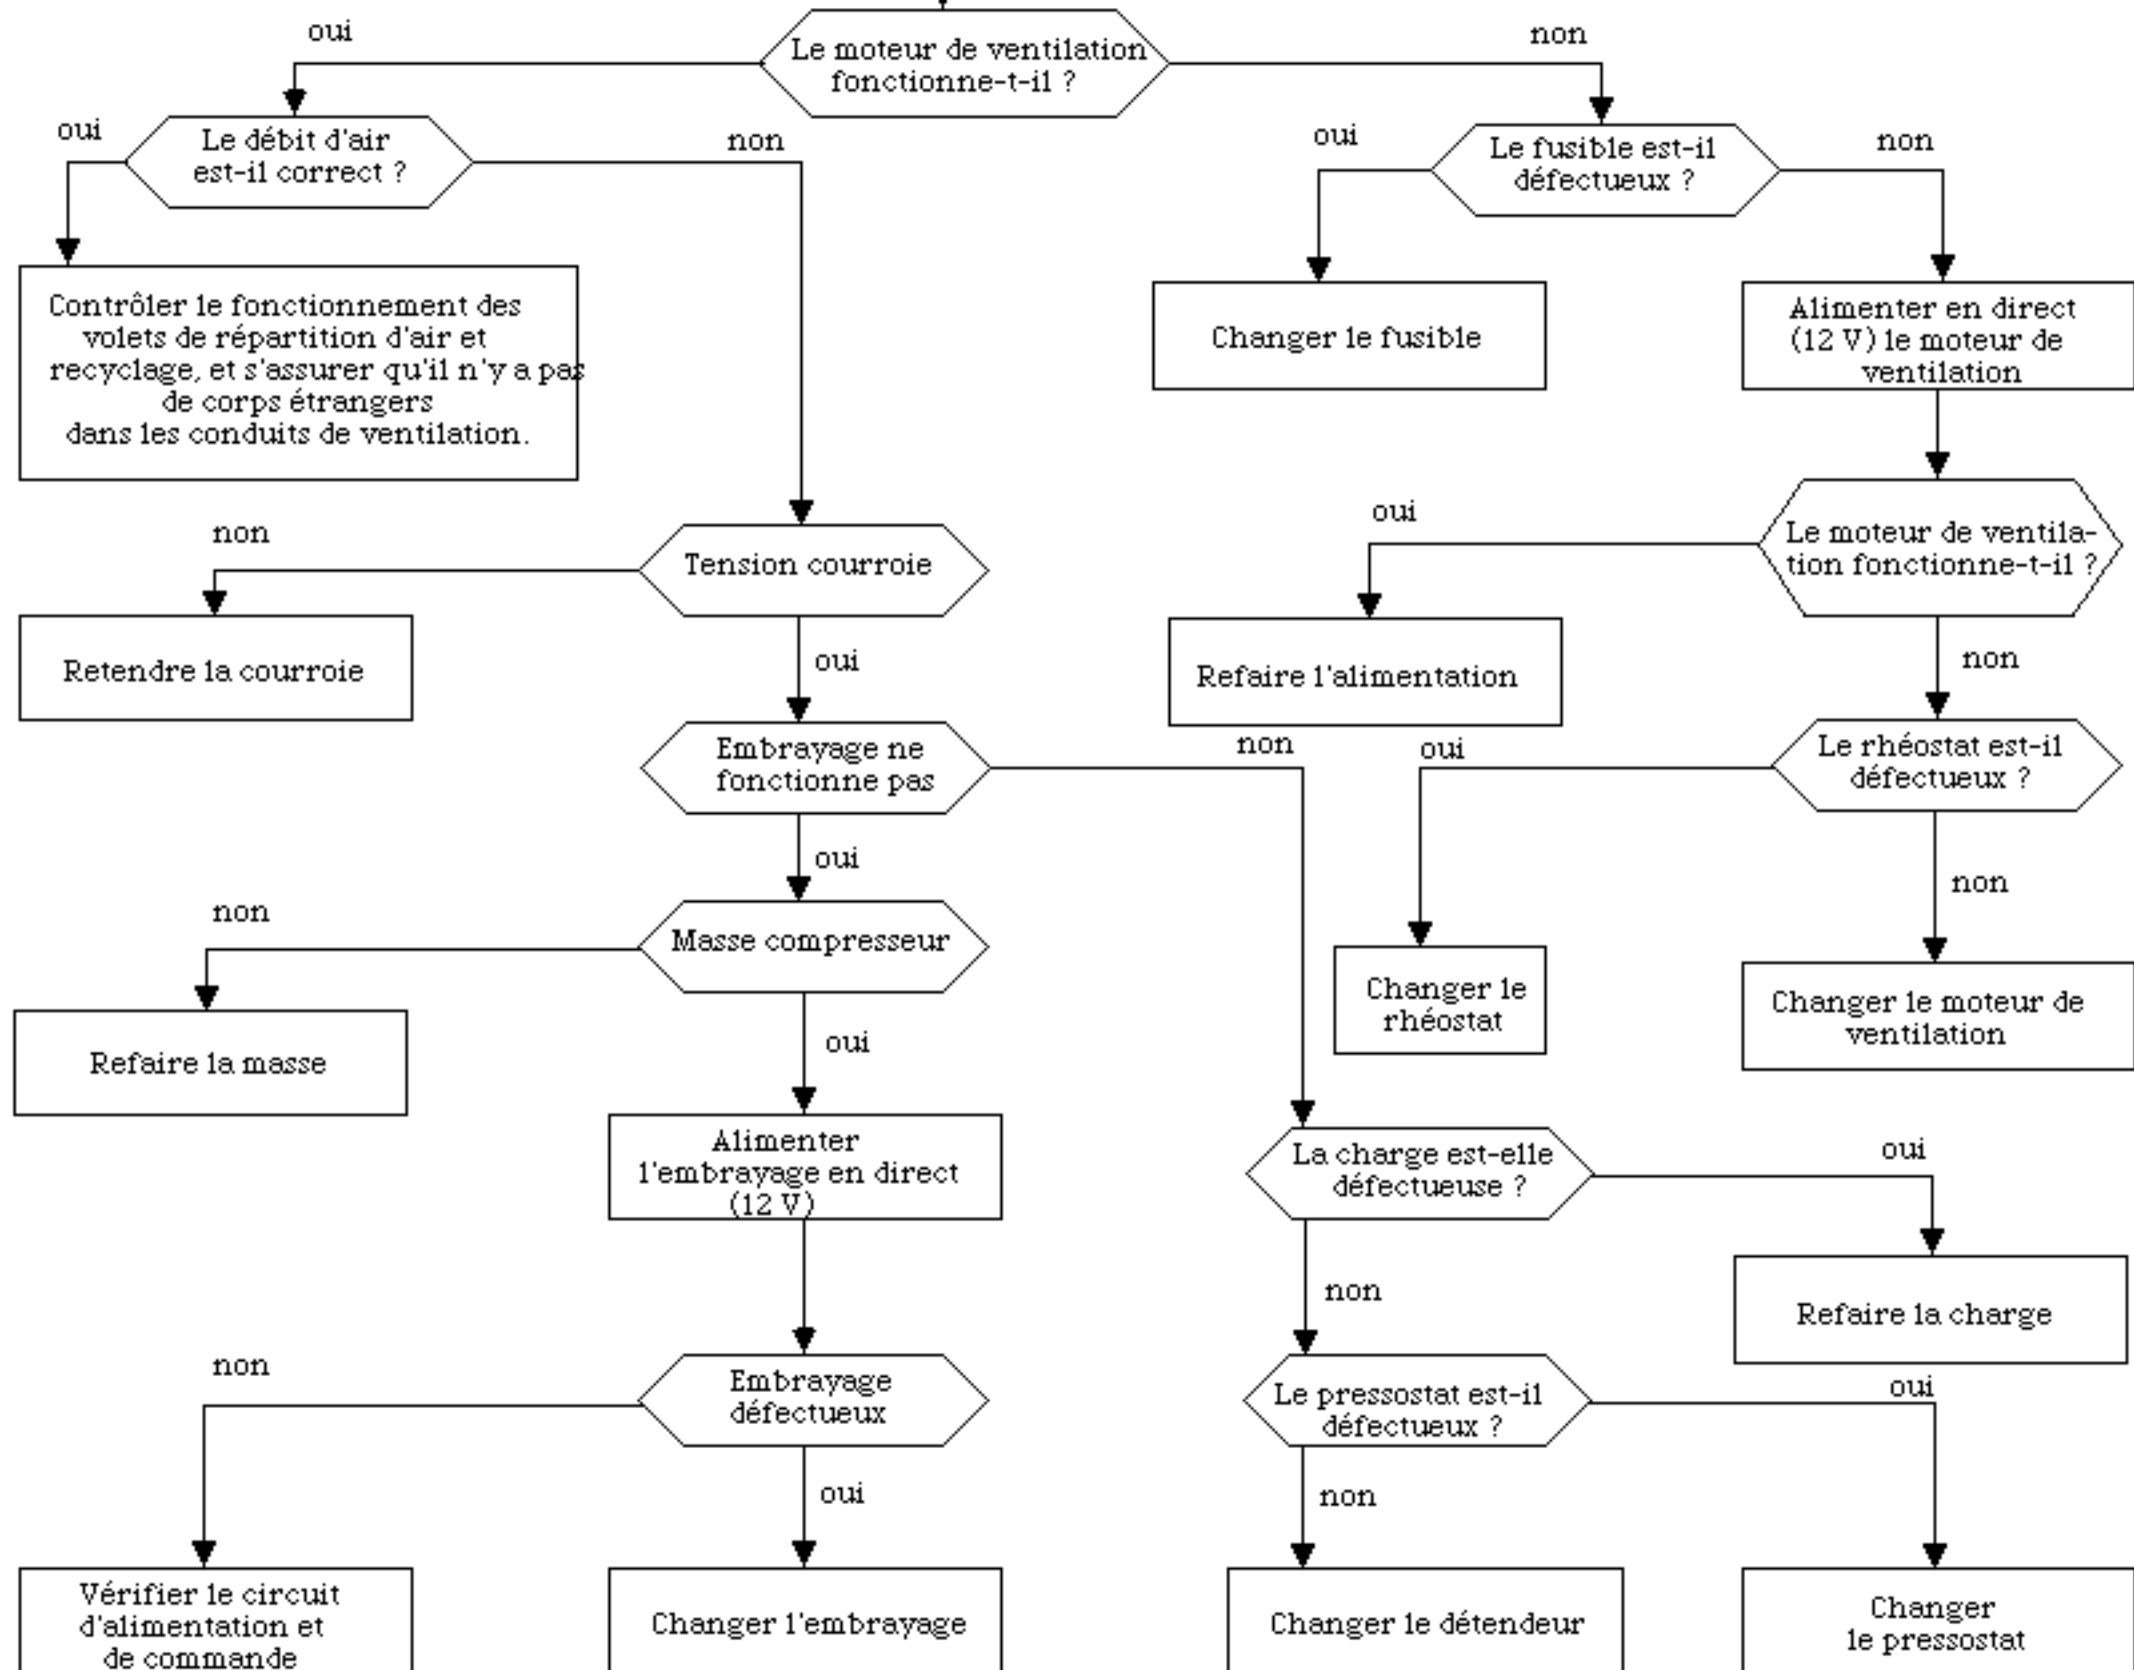 oui
Le moteur de ventilation
fonctionne-t-il ?
non
oui
Le débit d'air
est-il correct ?
non
oui
Le fusible est-il
défectueux ?
non
Contrôler le fonctionnement des
volets de répartition d'air et
recyclage, et s'assurer qu'il n'y a pas
de corps étrangers
dans les conduits de ventilation.
Changer le fusible
Alimenter en direct
(12 V) le moteur de
ventilation
non
Tension courroie
oui
Le moteur de ventila-
tion fonctionne-t-il ?
Retendre la courroie
oui
Refaire l'alimentation
non
Embrayage ne
fonctionne pas
non
oui
Le rhéostat est-il
défectueux ?
oui
non
non
Masse compresseur
Changer le
rhéostat
Changer le moteur de
ventilation
Refaire la masse
oui
Alimenter
l'embrayage en direct
(12 V)
La charge est-elle
défectueuse ?
oui
non
Refaire la charge
non
Embrayage
défectueux
Le pressostat est-il
défectueux ?
oui
oui
non
Vérifier le circuit
d'alimentation et
de commande
Changer l'embrayage
Changer le détendeur
Changer
le pressostat